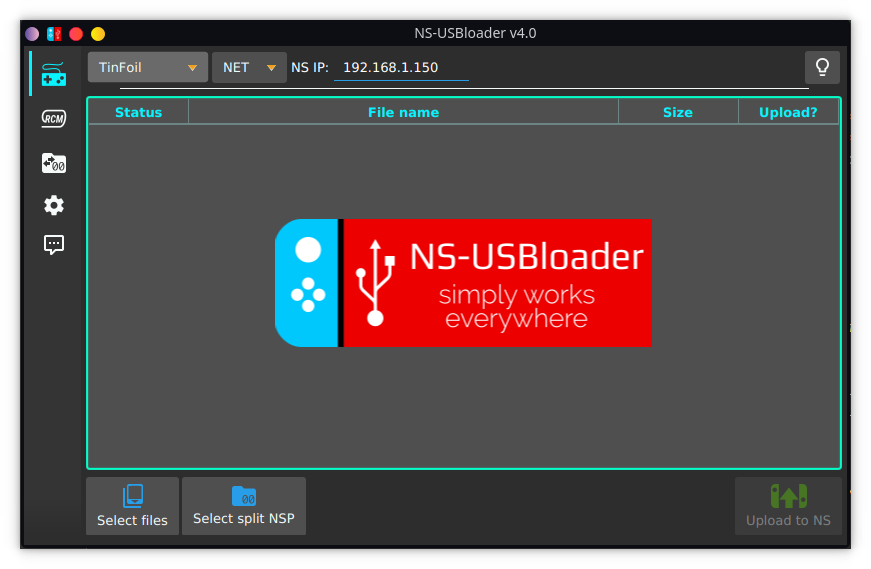 NS-USBloader v4.0
TinFoil NET NS IP: 192.168.1.150
RCM
00
Status File name Size Upload?
NS-USBloader
simply works
everywhere
00
Select files Select split NSP Upload to NS